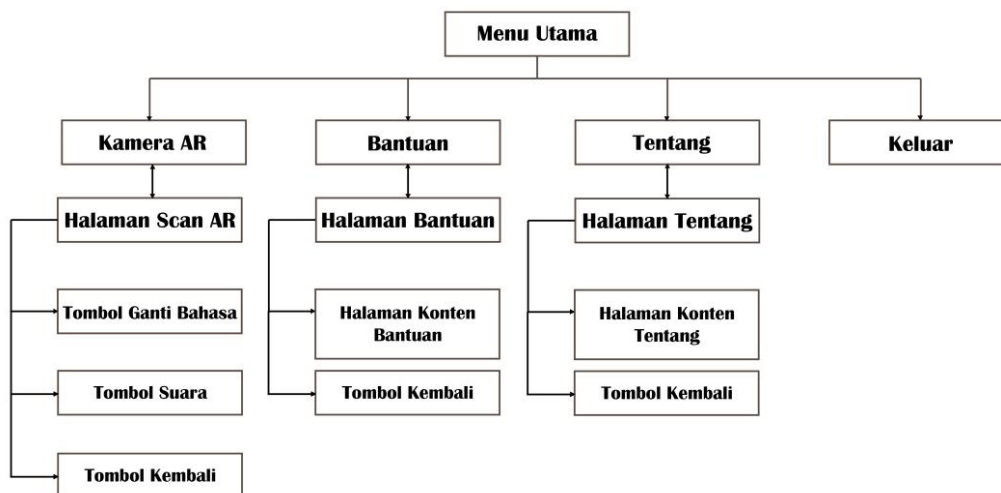 Menu Utama
Kamera AR
Bantuan
Tentang
Keluar
Halaman Scan AR
Halaman Bantuan
Halaman Tentang
Tombol Ganti Bahasa
Halaman Konten
Bantuan
Halaman Konten
Tentang
Tombol Suara
Tombol Kembali
Tombol Kembali
Tombol Kembali